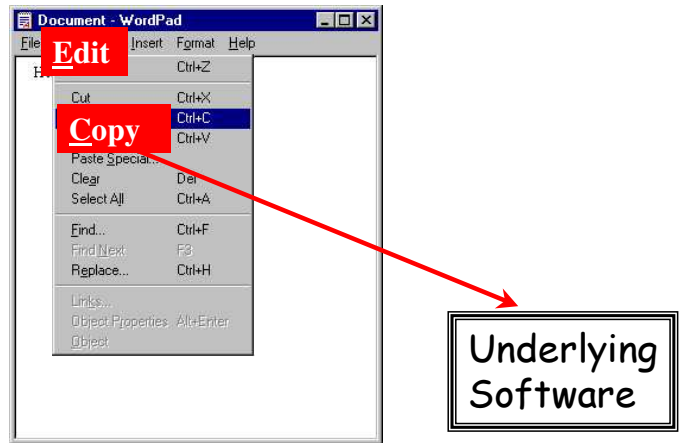 Document - WordPad
File Edit Insert Format Help
Ctrl+Z
Cut Ctrl+X
Copy Ctrl+C
Ctrl+V
Paste Special...
Clear Del
Select All Ctrl+A
Find... Ctrl+F
Find Next F3
Replace... Ctrl+H
Links...
Object Properties Alt+Enter
Object
Underlying
Software